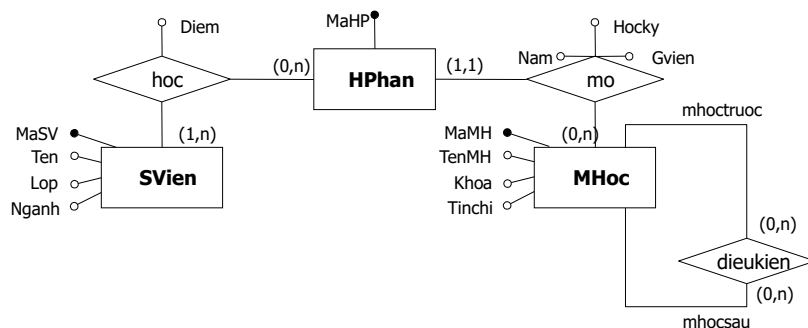 Diem
MaHP
Hocky
Nam
Gvien
hoc
(0,n)
HPhan
(1,1)
mo
MaSV
(1,n)
MaMH
(0,n)
mhoctruoc
Ten
TenMH
Lop
SVien
Khoa
MHoc
Nganh
Tinchi
(0,n)
dieukien
(0,n)
mhocsau